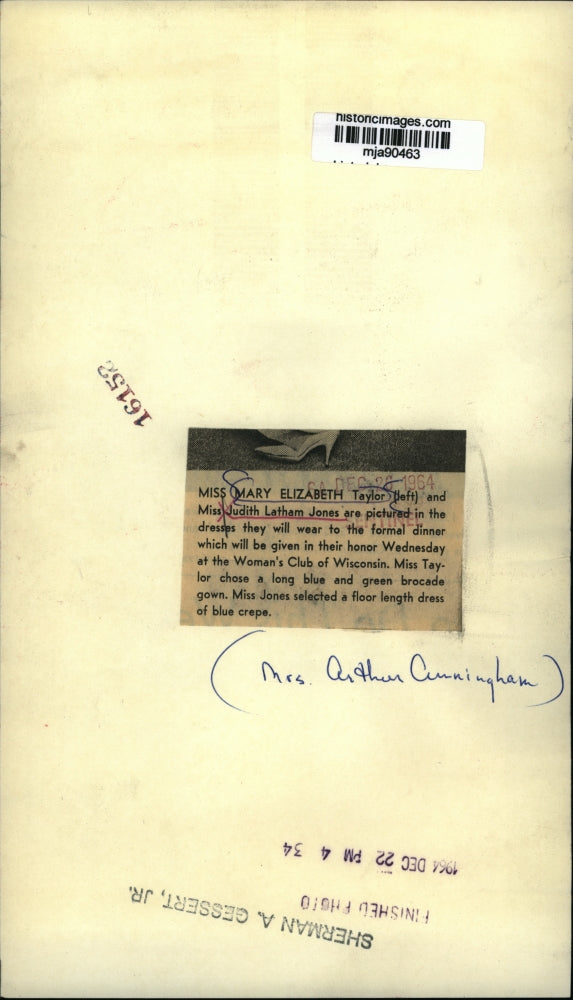 historicimages.com
mja90463
16152
CA DEC 26 1964
MISS MARY ELIZABETH Taylor (left) and
Miss Judith Latham Jones are pictured in the
dresses they will wear to the formal dinner
which will be given in their honor Wednesday
at the Woman's Club of Wisconsin. Miss Tay-
lor chose a long blue and green brocade
gown. Miss Jones selected a floor length dress
of blue crepe.
(Mrs. Arthur Cunningham)
1964 DEC 22 PM 4 34
FINISHED PHOTO
SHERMAN A. GESSERT, JR.